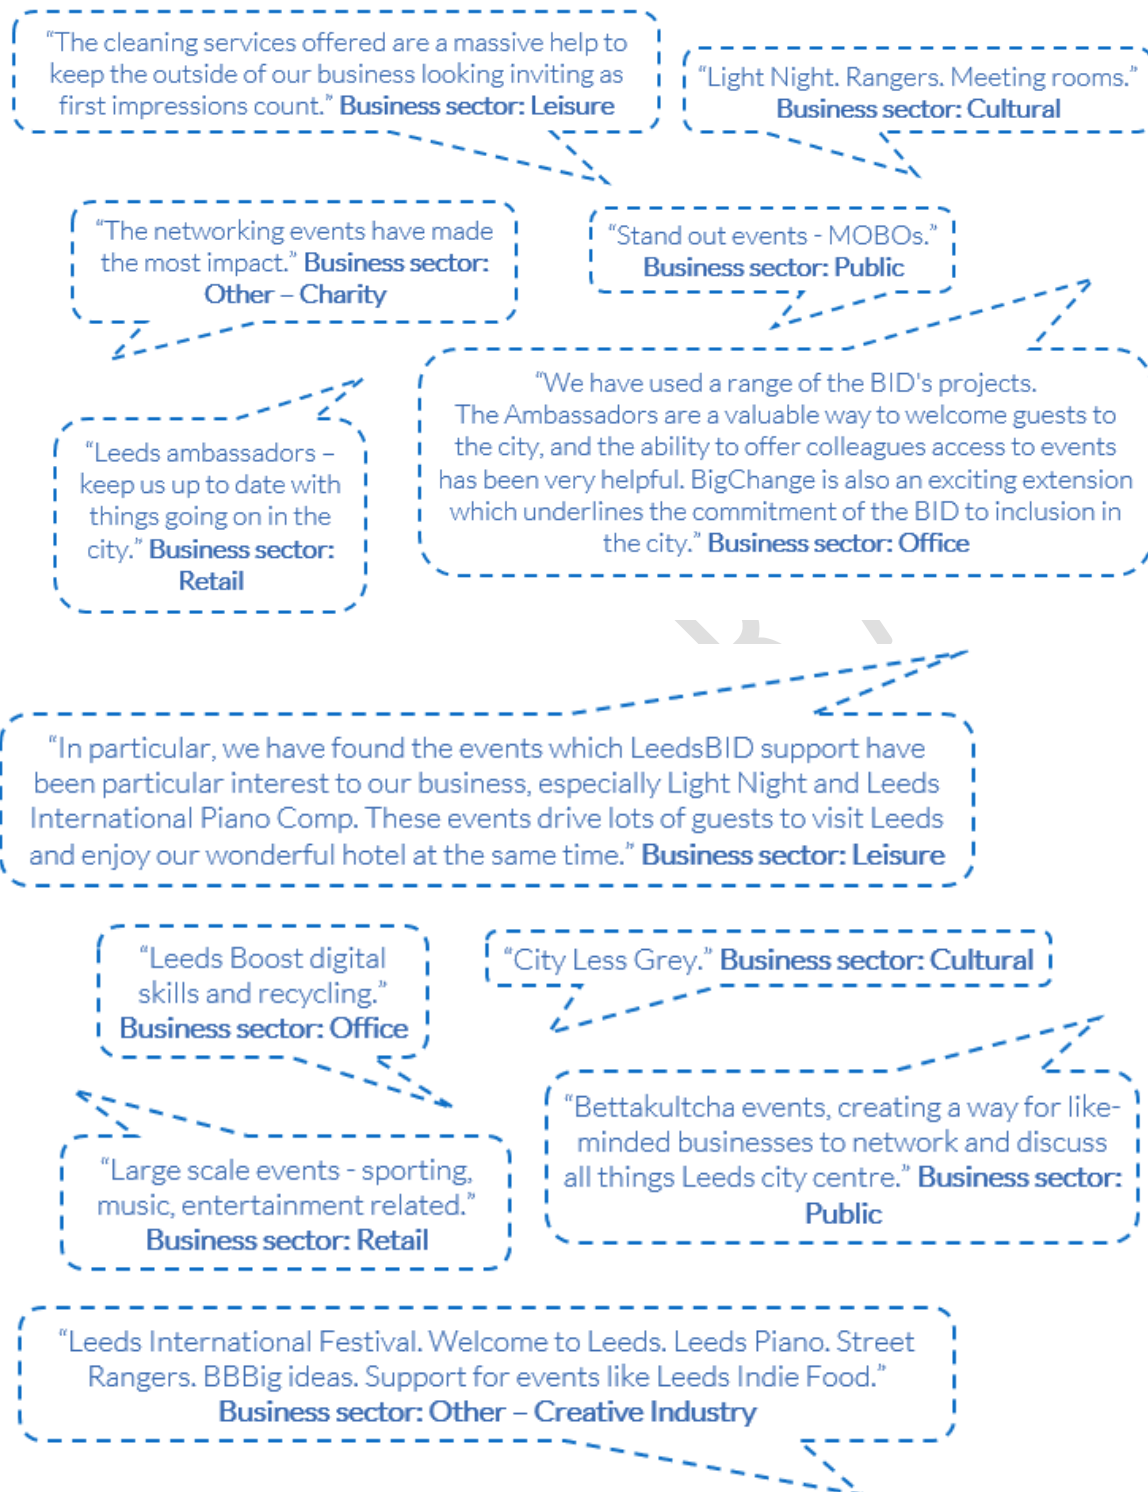 “The cleaning services offered are a massive help to
keep the outside of our business looking inviting as
first impressions count.” Business sector: Leisure
“Light Night. Rangers. Meeting rooms.”
Business sector: Cultural
“The networking events have made
the most impact.” Business sector:
Other – Charity
“Stand out events - MOBOs.”
Business sector: Public
“We have used a range of the BID's projects.
The Ambassadors are a valuable way to welcome guests to
the city, and the ability to offer colleagues access to events
has been very helpful. BigChange is also an exciting extension
which underlines the commitment of the BID to inclusion in
the city.” Business sector: Office
“Leeds ambassadors –
keep us up to date with
things going on in the
city.” Business sector:
Retail
“In particular, we have found the events which LeedsBID support have
been particular interest to our business, especially Light Night and Leeds
International Piano Comp. These events drive lots of guests to visit Leeds
and enjoy our wonderful hotel at the same time.” Business sector: Leisure
“Leeds Boost digital
skills and recycling.”
Business sector: Office
“City Less Grey.” Business sector: Cultural
“Bettakultcha events, creating a way for like-
minded businesses to network and discuss
all things Leeds city centre.” Business sector:
Public
“Large scale events - sporting,
music, entertainment related.”
Business sector: Retail
“Leeds International Festival. Welcome to Leeds. Leeds Piano. Street
Rangers. BBBig ideas. Support for events like Leeds Indie Food.”
Business sector: Other – Creative Industry